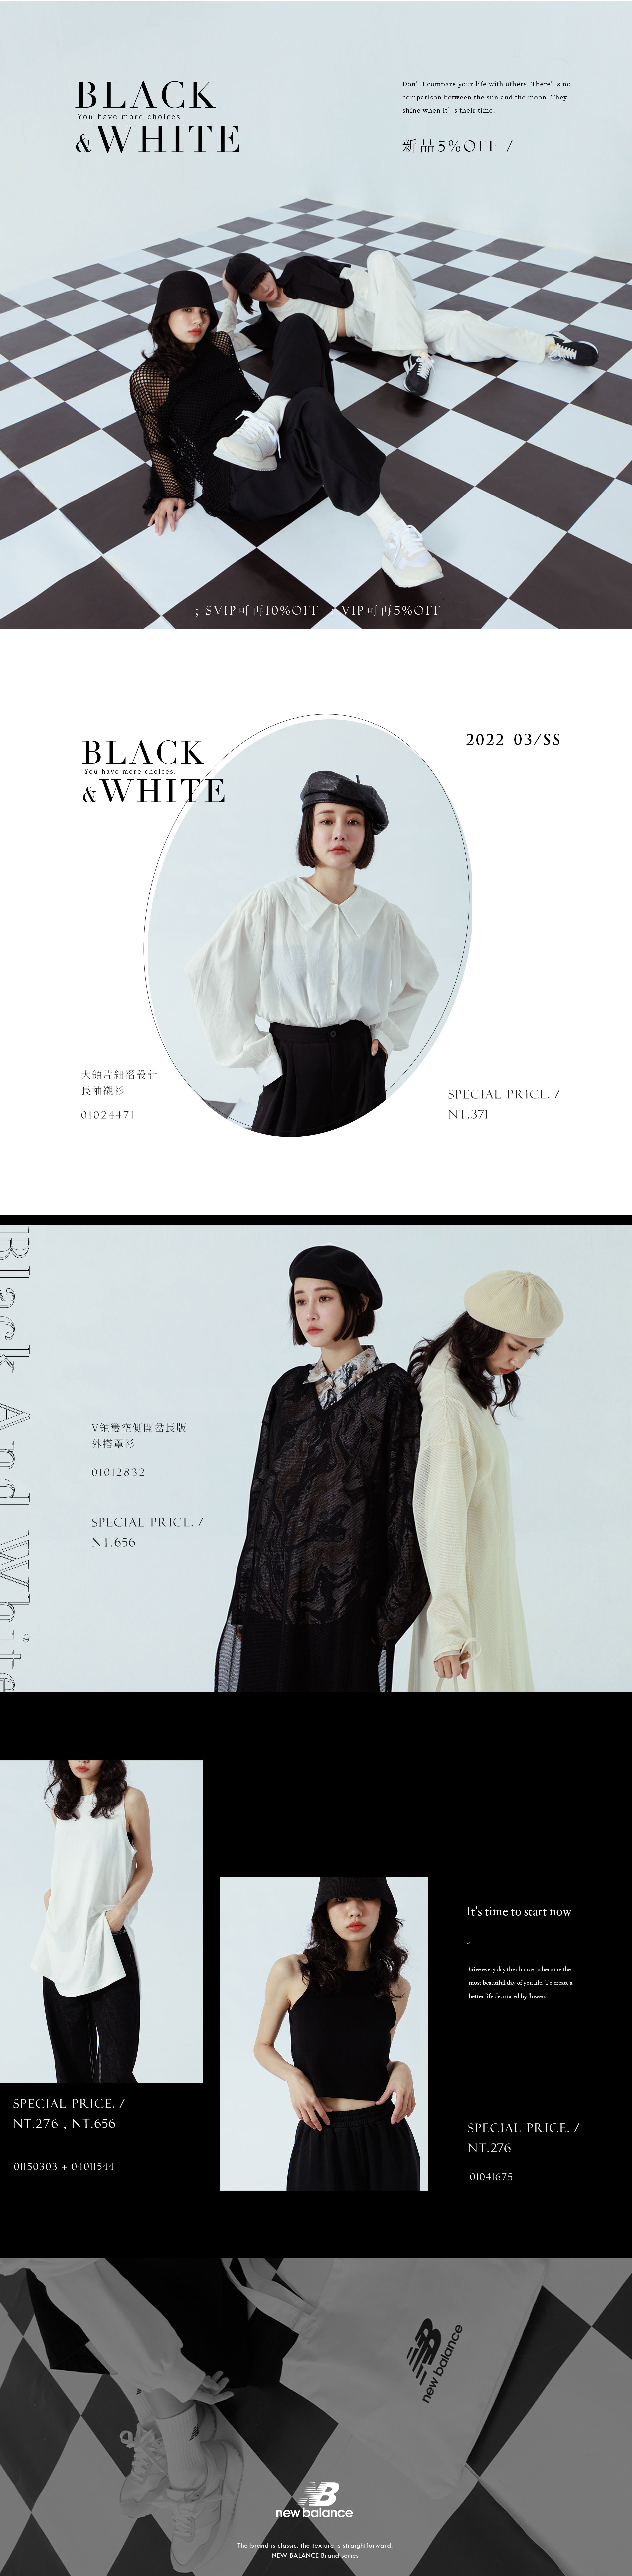 BLACK
You have more choices.
&WHITE
Don't compare your life with others. There's no
comparison between the sun and the moon. They
shine when it's their time.
新品5%OFF /
; SVIP可再10%OFF VIP可再5%OFF
BLACK
You have more choices.
&WHITE
2022 03/SS
大領片細褶設計
長袖襯衫
01024471
SPECIAL PRICE. /
NT.371
Black And White
V領簍空側開岔長版
外搭罩衫
01012832
SPECIAL PRICE. /
NT.656
It's time to start now
-
Give every day the chance to become the
most beautiful day of you life. To create a
better life decorated by flowers.
SPECIAL PRICE. /
NT.276 , NT.656
01150303 + 04011544
SPECIAL PRICE. /
NT.276
01041675
new balance
new balance
The brand is classic, the texture is straightforward.
NEW BALANCE Brand series